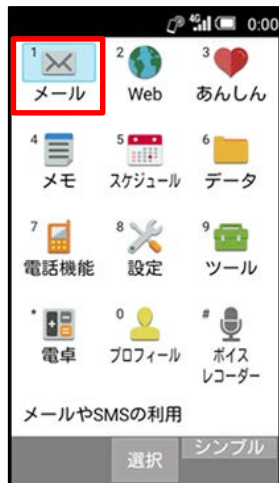 4G 0:00
1 2 3
メール Web あんしん
4 5 6
メモ スケジュール データ
7 8 9
電話機能 設定 ツール
* 0 #
電卓 プロフィール ボイス
レコーダー
メールやSMSの利用
選択 シンプル